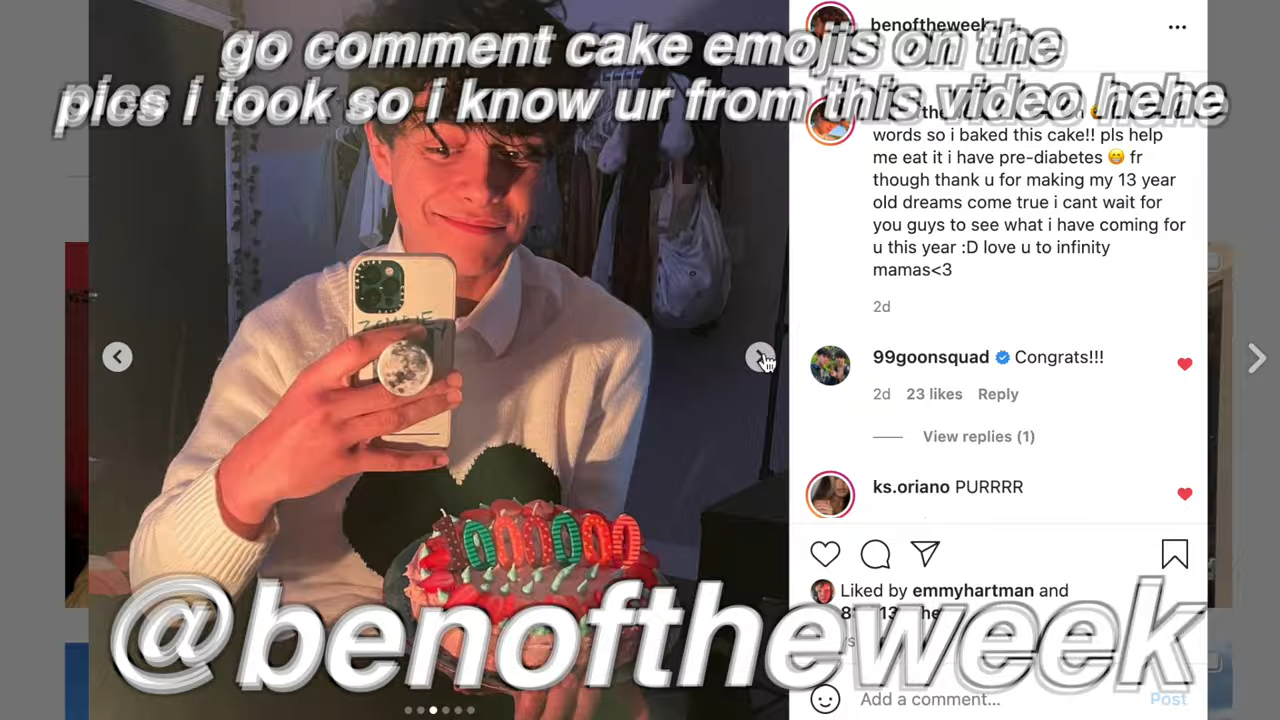 go comment cake emojis on the
pics i took so i know ur from this video hehe
benoftheweek
words so i baked this cake!! pls help
me eat it i have pre-diabetes 😁 fr
though thank u for making my 13 year
old dreams come true i cant wait for
you guys to see what i have coming for
u this year :D love u to infinity
mamas<3
2d
99goonsquad Congrats!!!
2d 23 likes Reply
View replies (1)
ks.oriano PURRRR
ZOMBIE
000000
Liked by emmyhartman and
@benoftheweek
Add a comment...
Post